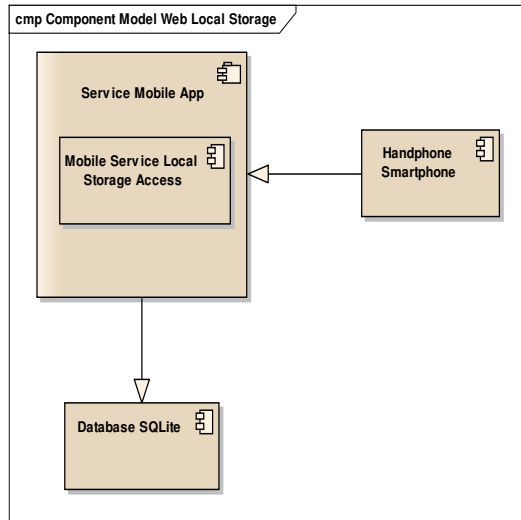 cmp Component Model Web Local Storage
Service Mobile App
Mobile Service Local
Storage Access
Handphone
Smartphone
Database SQLite